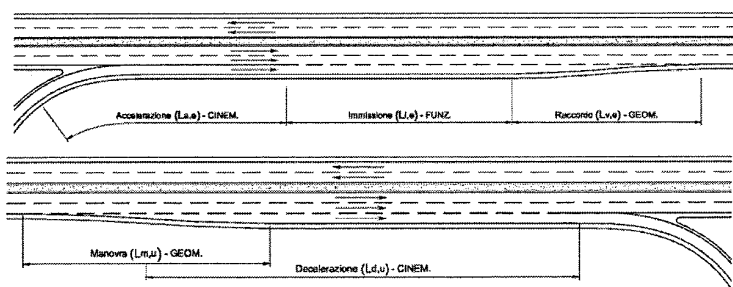 Accelerazione (La,e) - CINEM. Immissione (Li,e) - FUNZ. Raccordo (Lv,e) - GEOM.
Manovra (Lm,u) - GEOM.
Decelerazione (Ld,u) - CINEM.